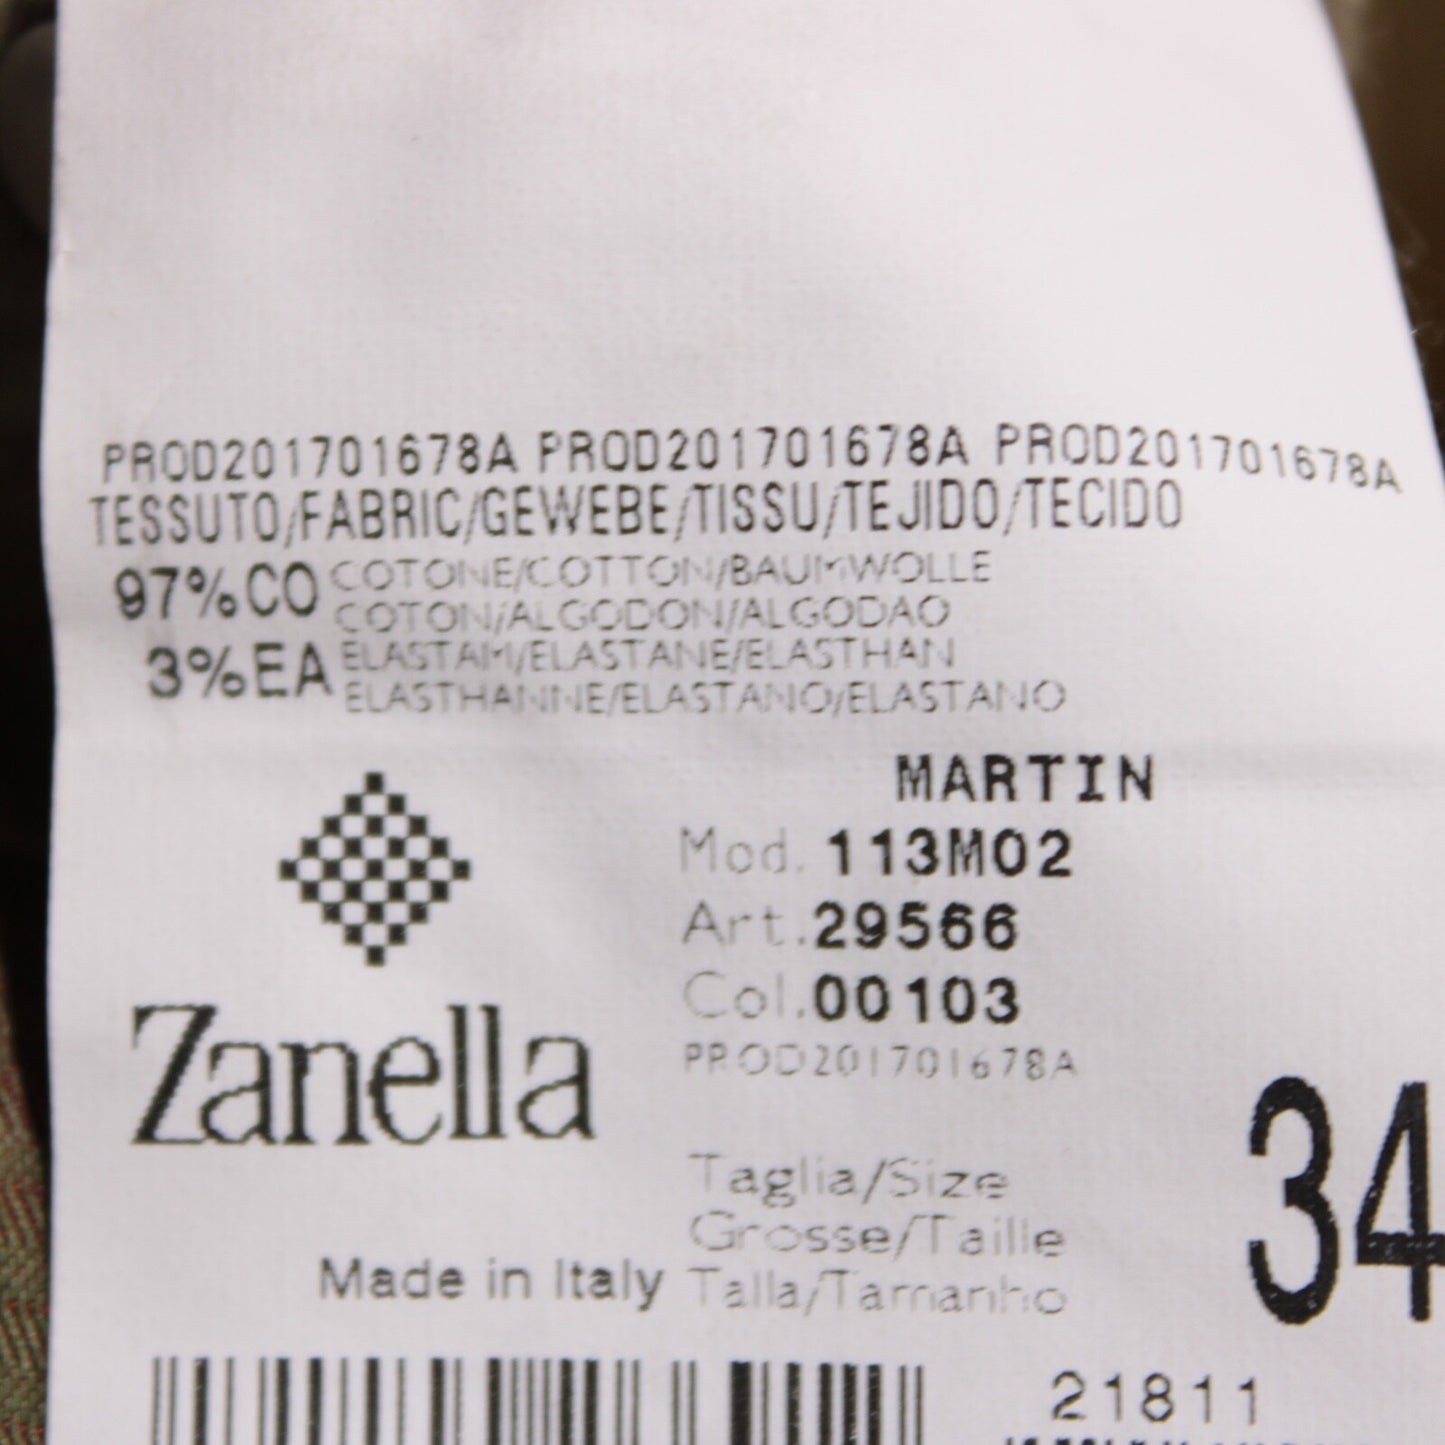 PROD201701678A PROD201701678A PROD201701678A
TESSUTO/FABRIC/GEWEBE/TISSU/TEJIDO/TECIDO
97%CO COTONE/COTTON/BAUMWOLLE
COTON/ALGODON/ALGODAO
3%EA ELASTAM/ELASTANE/ELASTHAN
ELASTHANNE/ELASTANO/ELASTANO
MARTIN
Mod. 113M02
Art. 29566
Col. 00103
PROD201701678A
Zanella
Taglia/Size
Grosse/Taille
Talla/Tamanho
34
Made in Italy
21811